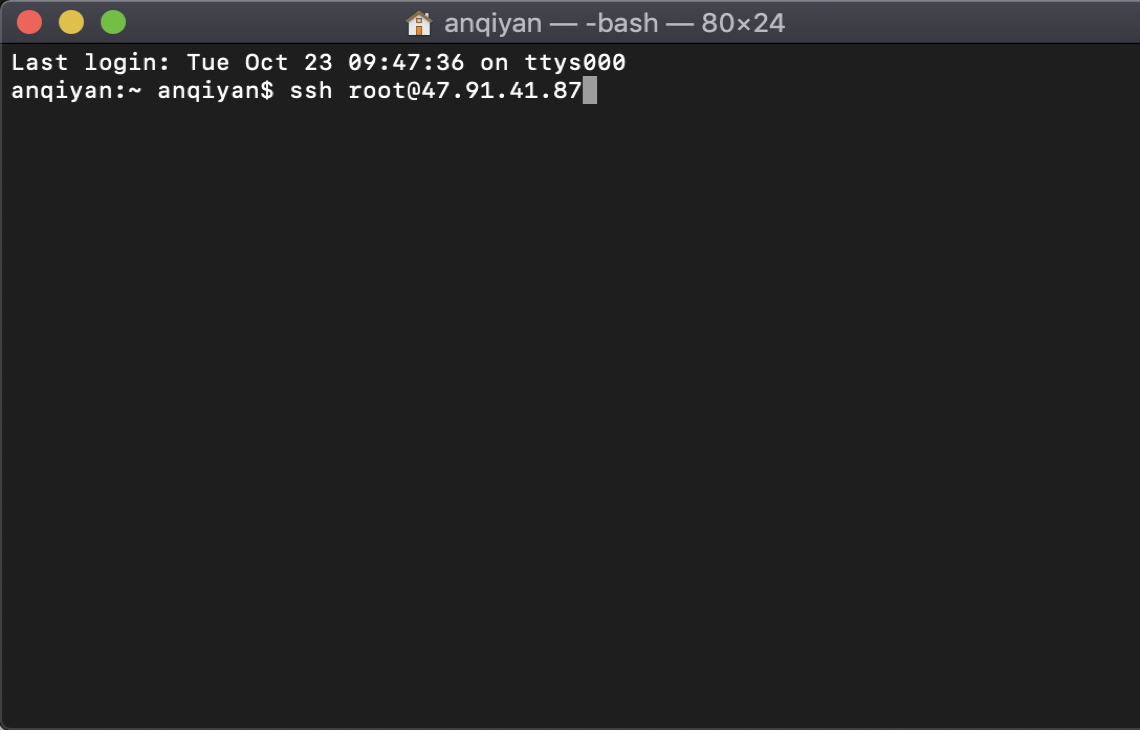 anqiyan — -bash — 80×24
Last login: Tue Oct 23 09:47:36 on ttys000
anqiyan:~ anqiyan$ ssh root@47.91.41.87